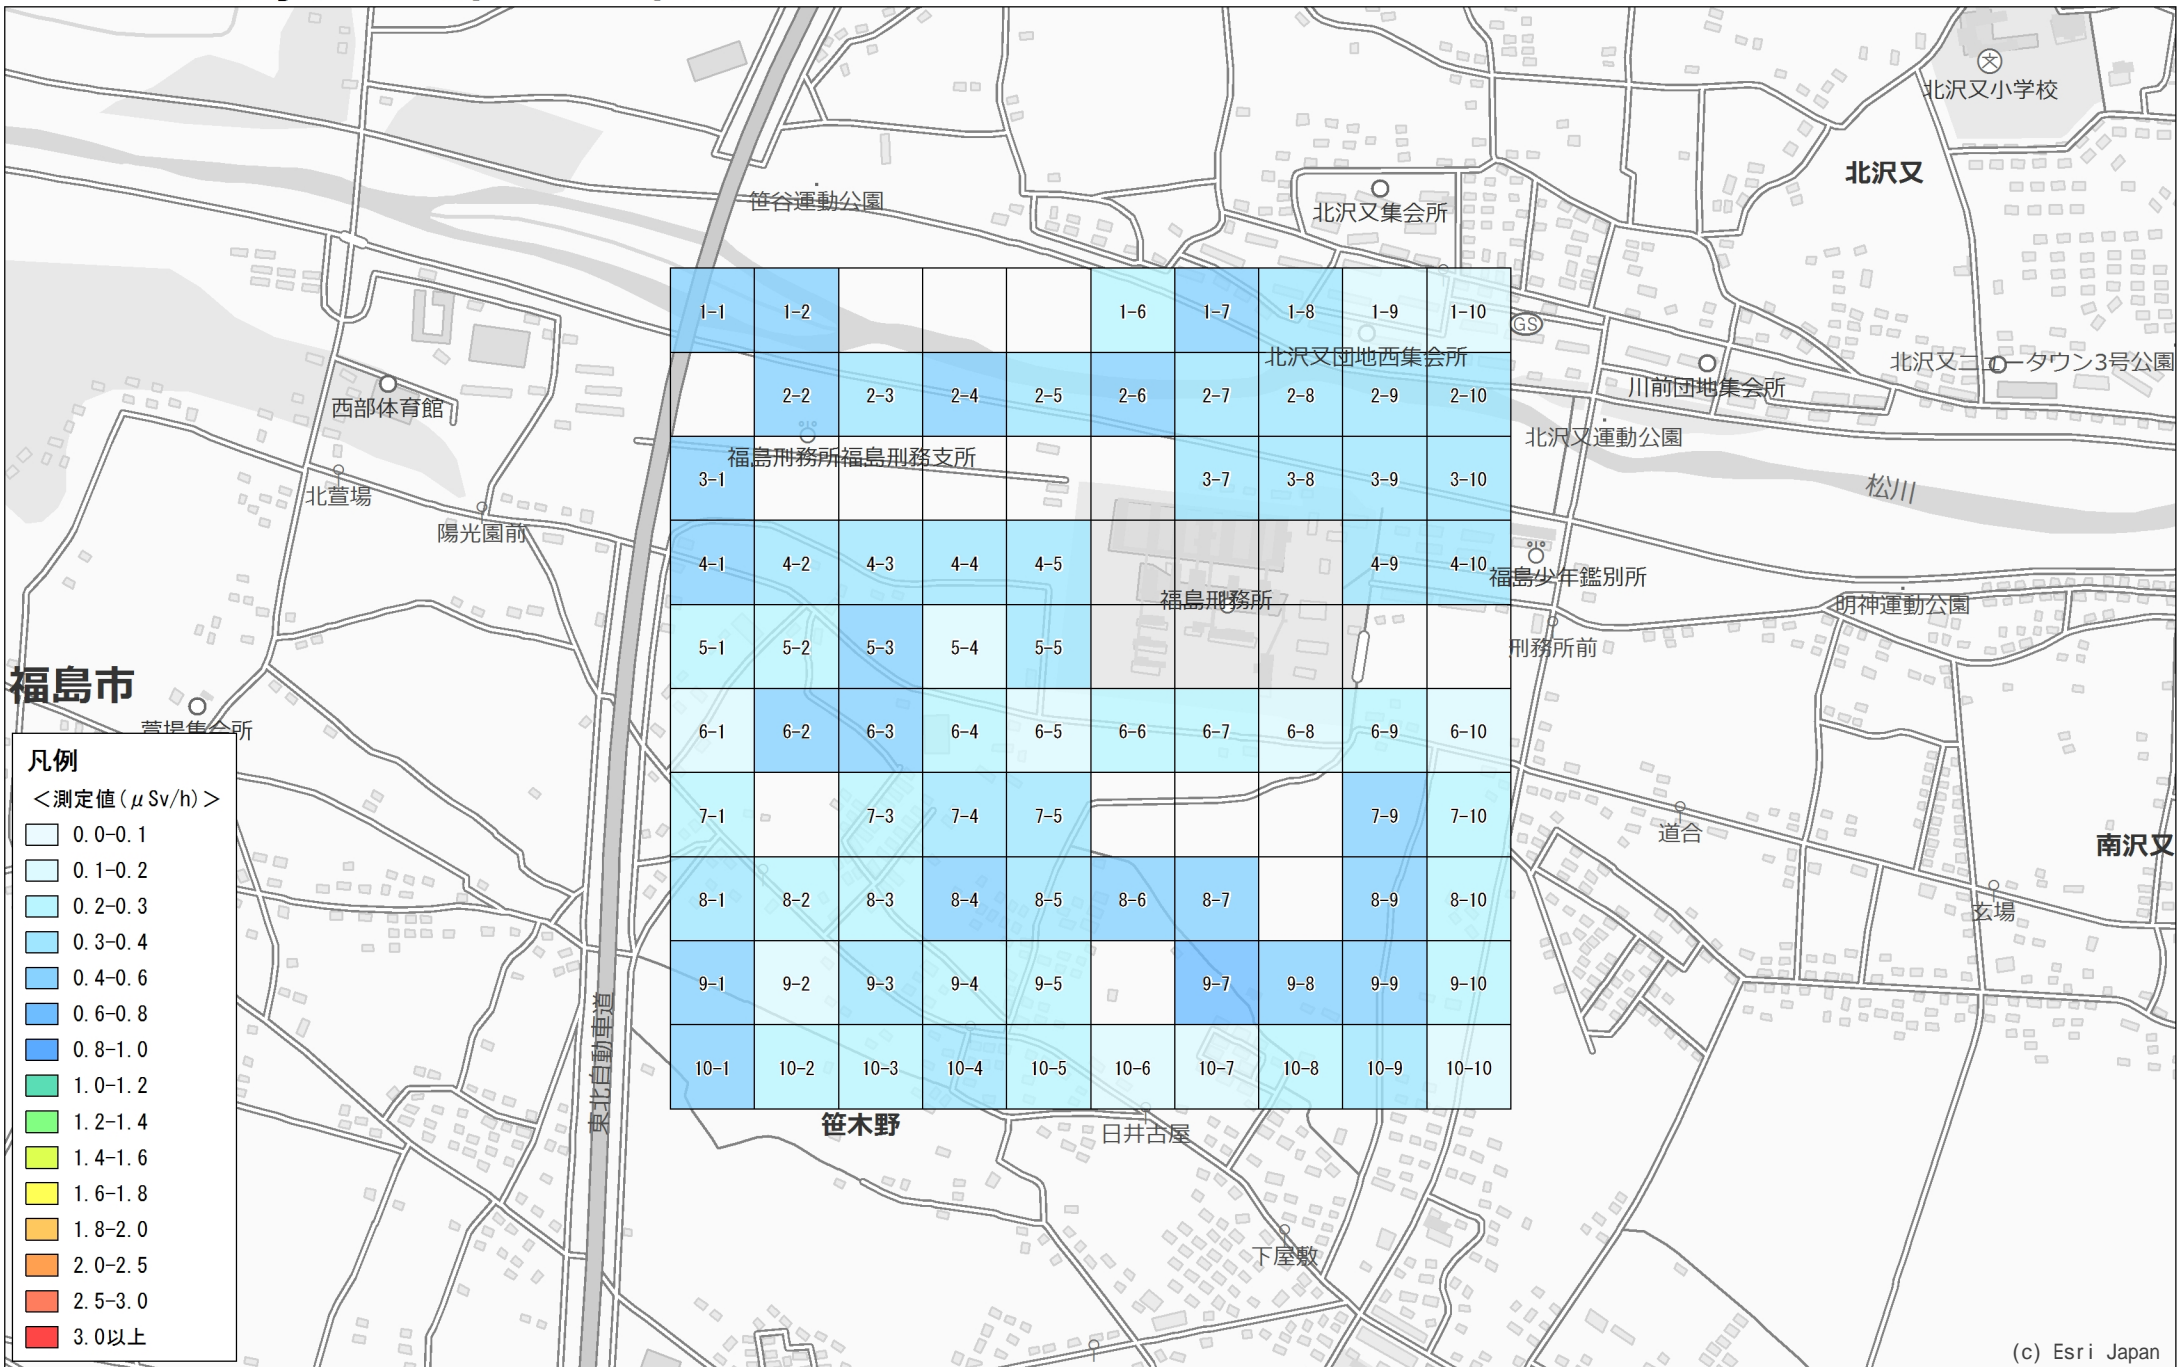 文
北沢又小学校
北沢又
笹谷運動公園
北沢又集会所
1-1 1-2 1-6 1-7 1-8 1-9 1-10
GS
北沢又団地西集会所
北沢又ニュータウン3号公園
川前団地集会所
西部体育館
2-2 2-3 2-4 2-5 2-6 2-7 2-8 2-9 2-10
北沢又運動公園
福島刑務所福島刑務支所
3-1 3-7 3-8 3-9 3-10
松川
北萱場
陽光園前
4-1 4-2 4-3 4-4 4-5 4-9 4-10
福島少年鑑別所
福島刑務所
明神運動公園
5-1 5-2 5-3 5-4 5-5
刑務所前
福島市
萱場集会所
6-1 6-2 6-3 6-4 6-5 6-6 6-7 6-8 6-9 6-10
7-1 7-3 7-4 7-5 7-9 7-10
道合
南沢又
8-1 8-2 8-3 8-4 8-5 8-6 8-7 8-9 8-10
玄場
9-1 9-2 9-3 9-4 9-5 9-7 9-8 9-9 9-10
東北自動車道
10-1 10-2 10-3 10-4 10-5 10-6 10-7 10-8 10-9 10-10
笹木野
日井古屋
下屋敷
凡例
＜測定値(μSv/h)＞
0.0-0.1
0.1-0.2
0.2-0.3
0.3-0.4
0.4-0.6
0.6-0.8
0.8-1.0
1.0-1.2
1.2-1.4
1.4-1.6
1.6-1.8
1.8-2.0
2.0-2.5
2.5-3.0
3.0以上
(c) Esri Japan